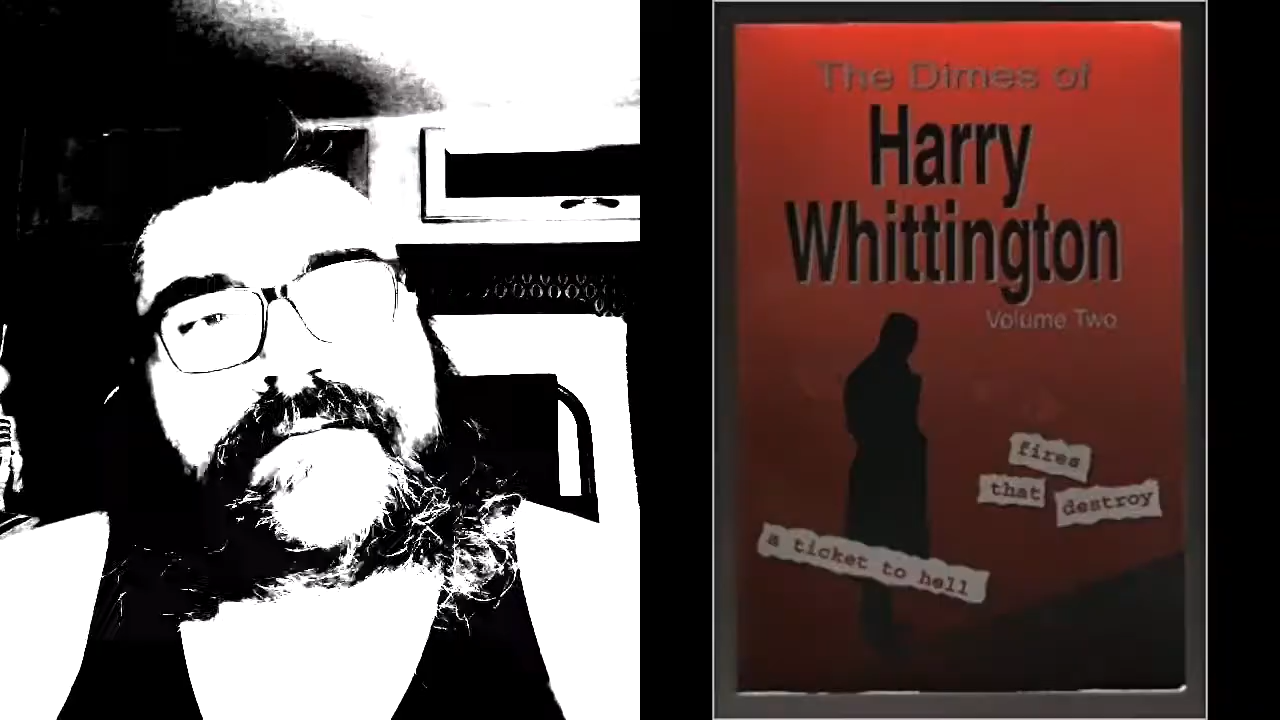 The Dimes of
Harry
Whittington
Volume Two
fires
that destroy
a ticket to hell